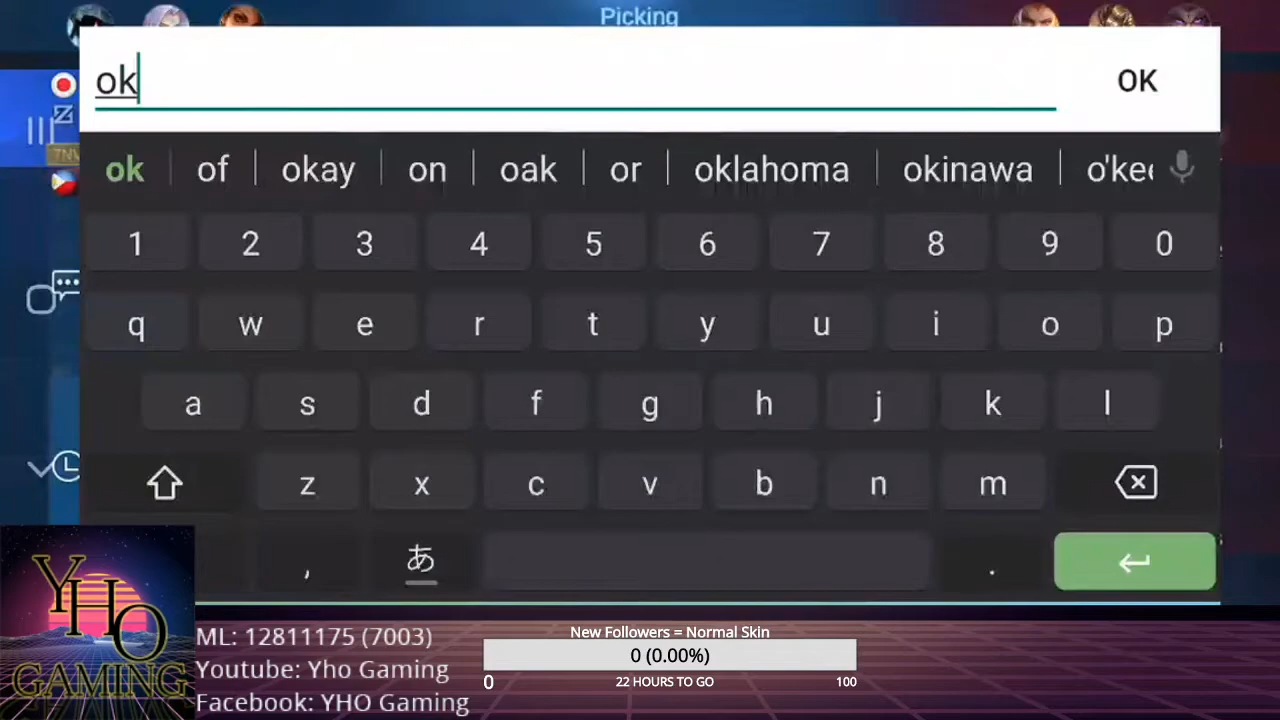 Picking
ok
OK
ok of okay on oak or oklahoma okinawa
1 2 3 4 5 6 7 8 9 0
q w e r t y u i o p
a s d f g h j k l
z x c v b n m
, あ .
YHO
GAMING
ML: 12811175 (7003)
Youtube: Yho Gaming
Facebook: YHO Gaming
New Followers = Normal Skin
0 (0.00%)
0 22 HOURS TO GO 100